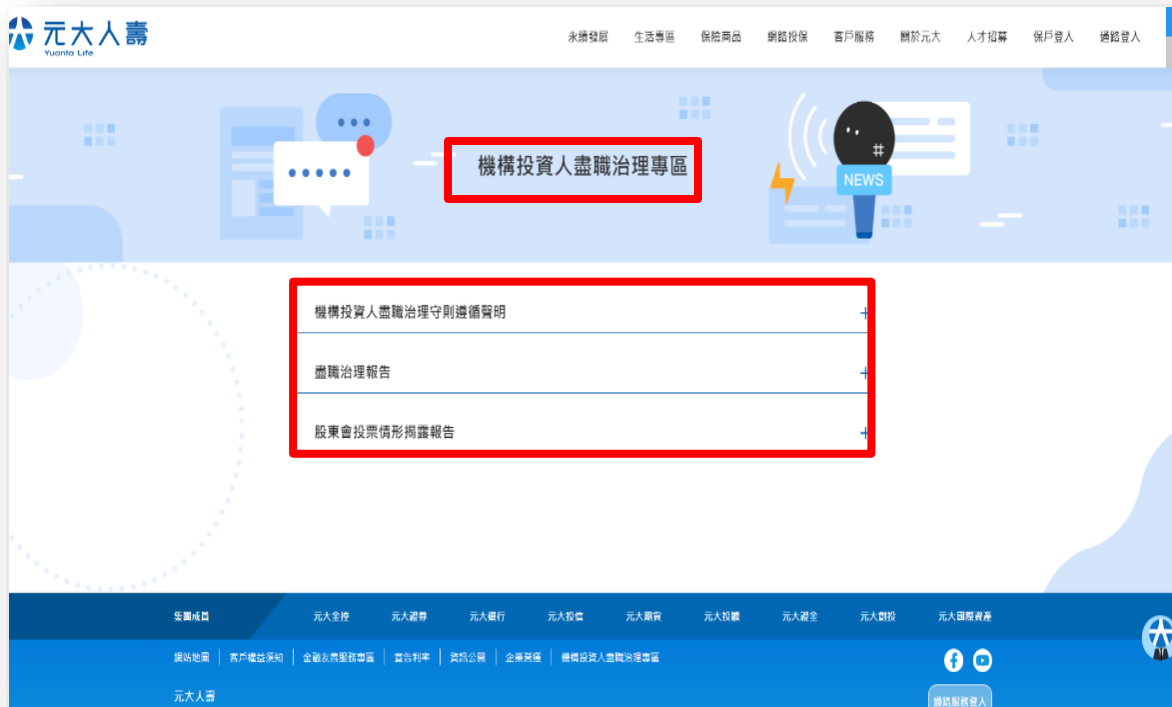 元大人壽
Yuanta Life
永續發展 生活專區 保險商品 網路投保 客戶服務 關於元大 人才招募 保戶登入 通路登入
機構投資人盡職治理專區
#
NEWS
機構投資人盡職治理守則遵循聲明 +
盡職治理報告 +
股東會投票情形揭露報告 +
集團成員 元大金控 元大證券 元大銀行 元大投信 元大期貨 元大投顧 元大證金 元大創投 元大國際資產
網站地圖 客戶權益須知 金融友善服務專區 宣告利率 資訊公開 企業營運 機構投資人盡職治理專區
元大人壽
通路服務登入